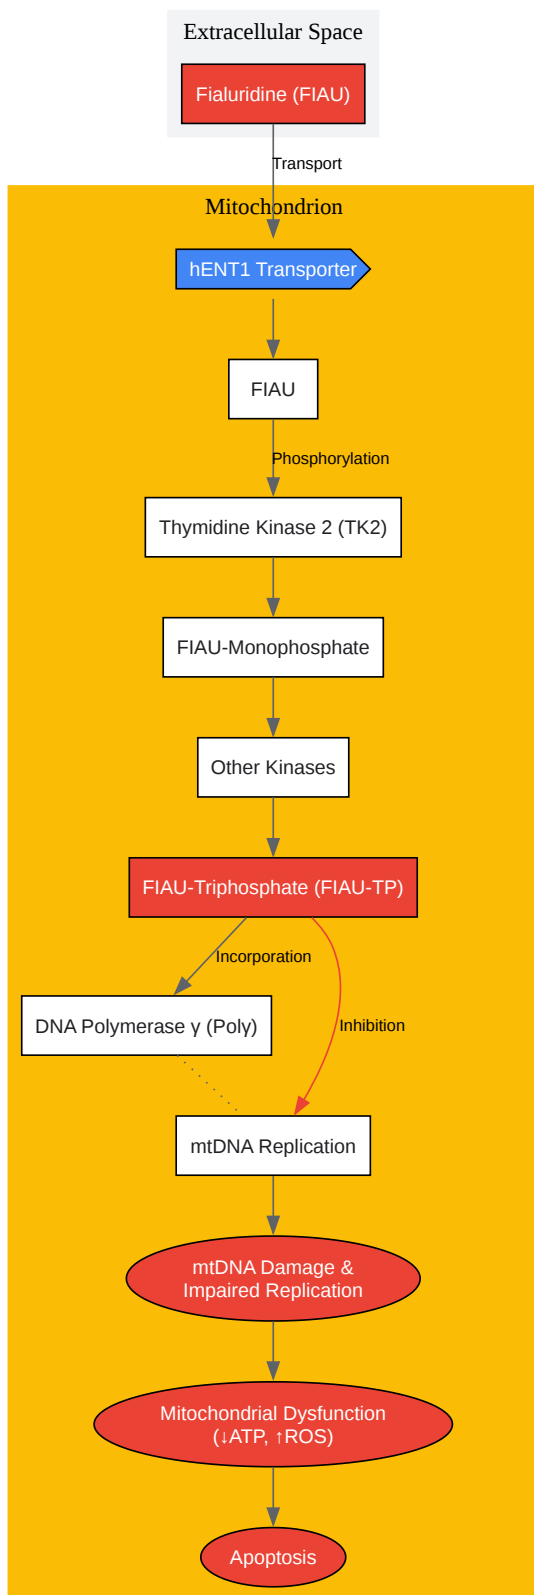 Extracellular Space
Fialuridine (FIAU)
Transport
Mitochondrion
hENT1 Transporter
FIAU
Phosphorylation
Thymidine Kinase 2 (TK2)
FIAU-Monophosphate
Other Kinases
FIAU-Triphosphate (FIAU-TP)
Incorporation
DNA Polymerase γ (Polγ)
Inhibition
mtDNA Replication
mtDNA Damage &
Impaired Replication
Mitochondrial Dysfunction
(↓ATP, ↑ROS)
Apoptosis